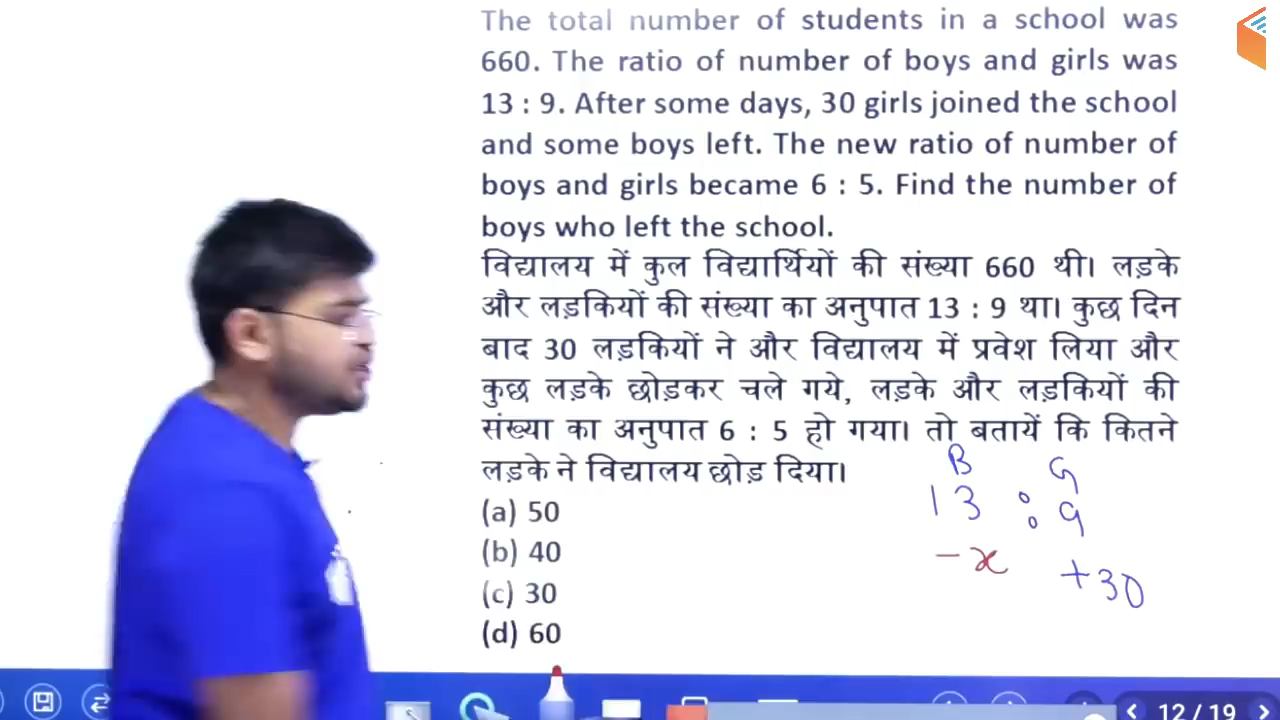 The total number of students in a school was
660. The ratio of number of boys and girls was
13 : 9. After some days, 30 girls joined the school
and some boys left. The new ratio of number of
boys and girls became 6 : 5. Find the number of
boys who left the school.
विद्यालय में कुल विद्यार्थियों की संख्या 660 थी। लड़के
और लड़कियों की संख्या का अनुपात 13 : 9 था। कुछ दिन
बाद 30 लड़कियों ने और विद्यालय में प्रवेश लिया और
कुछ लड़के छोड़कर चले गये, लड़के और लड़कियों की
संख्या का अनुपात 6 : 5 हो गया। तो बतायें कि कितने
लड़के ने विद्यालय छोड़ दिया।
B G
13 : 9
-x +30
(a) 50
(b) 40
(c) 30
(d) 60
12 / 19